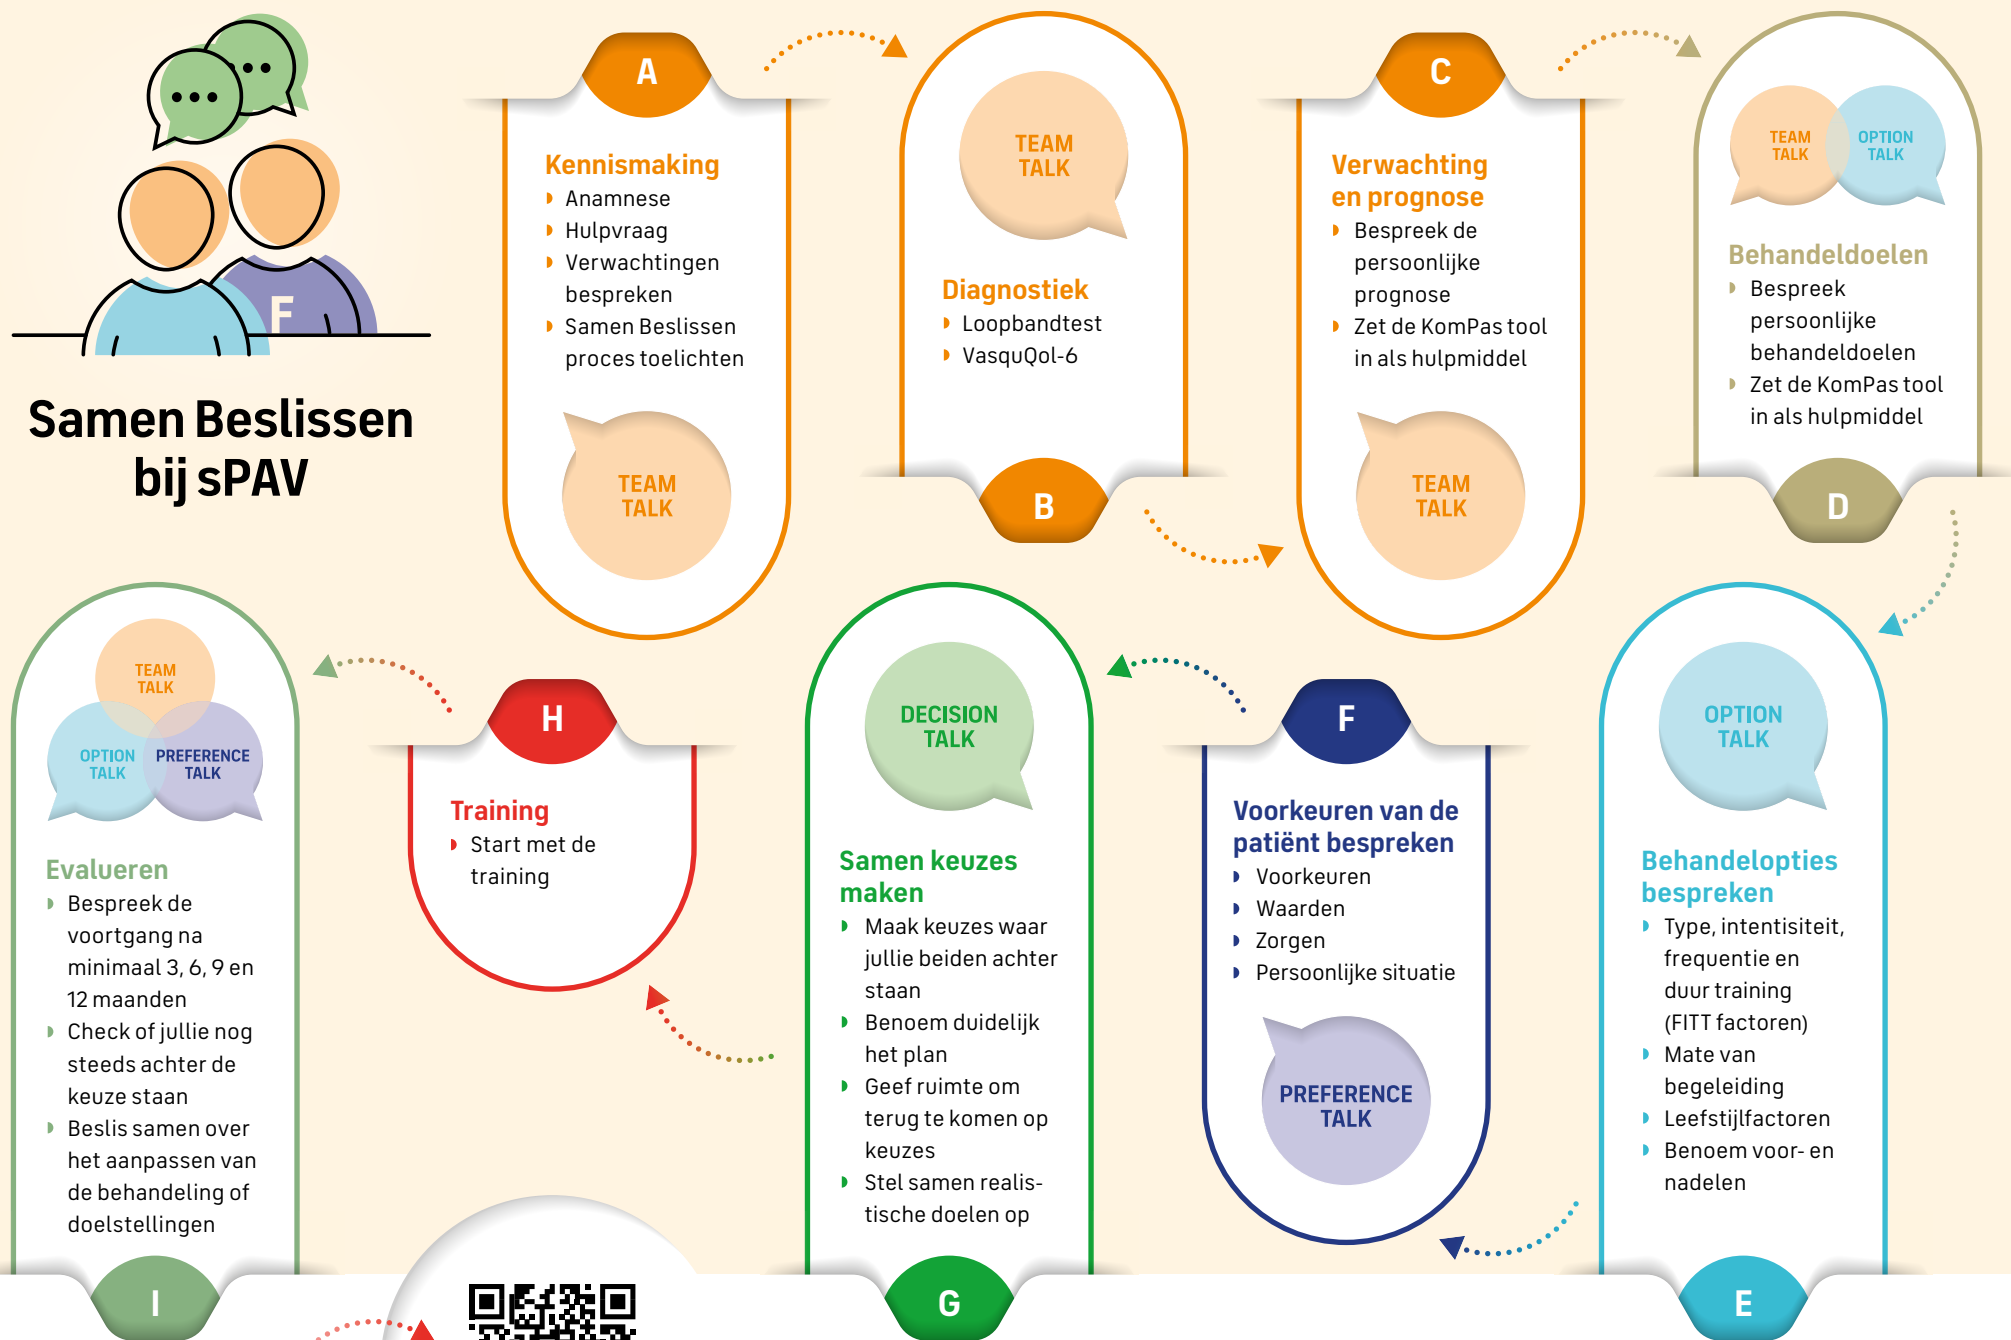 F
Samen Beslissen
bij sPAV
A
Kennismaking
Anamnese
Hulpvraag
Verwachtingen
bespreken
Samen Beslissen
proces toelichten
TEAM
TALK
TEAM
TALK
Diagnostiek
Loopbandtest
VasquQol-6
B
C
Verwachting
en prognose
Bespreek de
persoonlijke
prognose
Zet de KomPas tool
in als hulpmiddel
TEAM
TALK
TEAM
TALK
OPTION
TALK
Behandeldoelen
Bespreek
persoonlijke
behandeldoelen
Zet de KomPas tool
in als hulpmiddel
D
OPTION
TALK
Behandelopties
bespreken
Type, intentisiteit,
frequentie en
duur training
(FITT factoren)
Mate van
begeleiding
Leefstijlfactoren
Benoem voor- en
nadelen
E
F
Voorkeuren van de
patiënt bespreken
Voorkeuren
Waarden
Zorgen
Persoonlijke situatie
PREFERENCE
TALK
DECISION
TALK
Samen keuzes
maken
Maak keuzes waar
jullie beiden achter
staan
Benoem duidelijk
het plan
Geef ruimte om
terug te komen op
keuzes
Stel samen realis-
tische doelen op
G
H
Training
Start met de
training
TEAM
TALK
OPTION
TALK
PREFERENCE
TALK
Evalueren
Bespreek de
voortgang na
minimaal 3, 6, 9 en
12 maanden
Check of jullie nog
steeds achter de
keuze staan
Beslis samen over
het aanpassen van
de behandeling of
doelstellingen
I